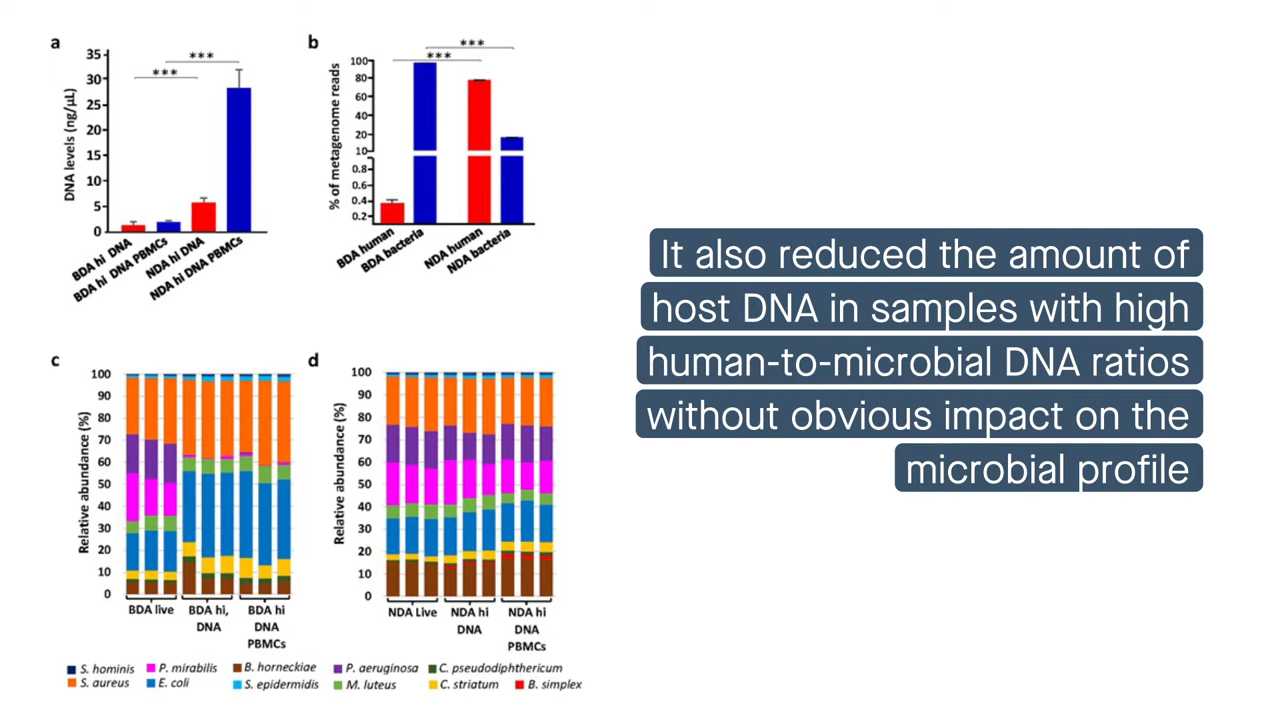 a
35
30
25
20
15
10
5
0
DNA levels (ng/µL)
***
***
BDA hi DNA
BDA hi DNA PBMCs
NDA hi DNA
NDA hi DNA PBMCs
b
100
80
60
40
20
10
0.8
0.6
0.4
0.2
% of metagenome reads
***
***
BDA human
BDA bacteria
NDA human
NDA bacteria
It also reduced the amount of
host DNA in samples with high
human-to-microbial DNA ratios
without obvious impact on the
microbial profile
c
100
90
80
70
60
50
40
30
20
10
0
Relative abundance (%)
BDA live
BDA hi,
DNA
BDA hi
DNA
PBMCs
d
100
90
80
70
60
50
40
30
20
10
0
Relative abundance (%)
NDA Live
NDA hi
DNA
NDA hi
DNA
PBMCs
S. hominis P. mirabilis B. horneckiae P. aeruginosa C. pseudodiphthericum
S. aureus E. coli S. epidermidis M. luteus C. striatum B. simplex